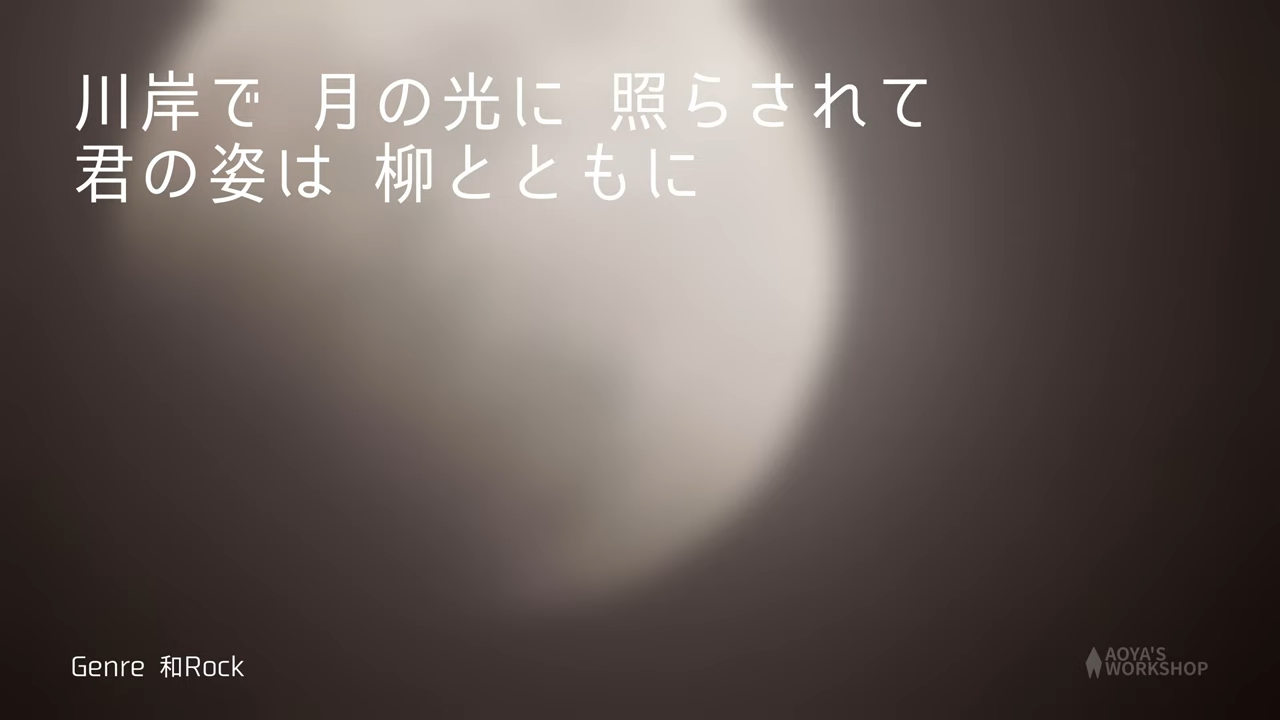 川岸で 月の光に 照らされて
君の姿は 柳とともに
Genre 和Rock
AOYA'S
WORKSHOP